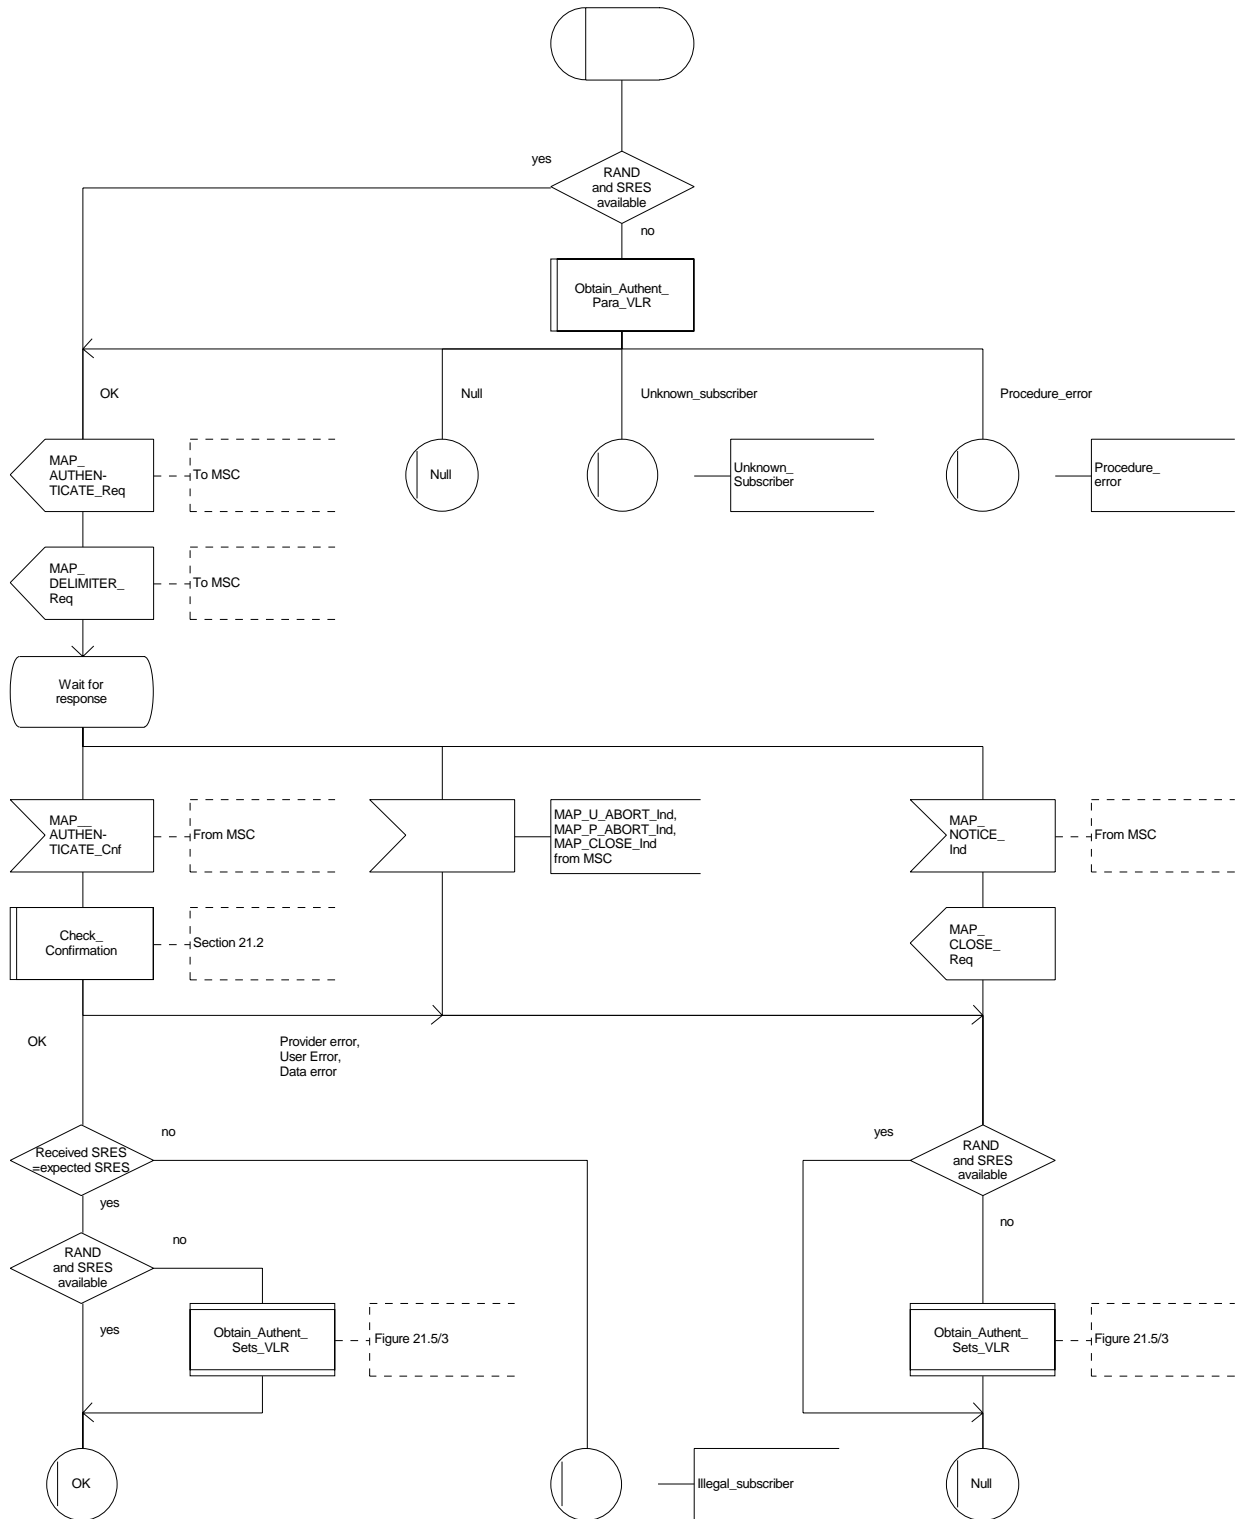 yes
RAND
and SRES
available
no
Obtain_Authent_
Para_VLR
OK
Null
Unknown_subscriber
Procedure_error
MAP_
AUTHEN-
TICATE_Req
To MSC
Null
Unknown_
Subscriber
Procedure_
error
MAP_
DELIMITER_
Req
To MSC
Wait for
response
MAP__
AUTHEN-
TICATE_Cnf
From MSC
MAP_U_ABORT_Ind,
MAP_P_ABORT_Ind,
MAP_CLOSE_Ind
from MSC
MAP_
NOTICE_
Ind
From MSC
Check_
Confirmation
Section 21.2
MAP_
CLOSE_
Req
OK
Provider error,
User Error,
Data error
Received SRES
=expected SRES
no
yes
yes
RAND
and SRES
available
no
RAND
and SRES
available
no
yes
Obtain_Authent_
Sets_VLR
Figure 21.5/3
Obtain_Authent_
Sets_VLR
Figure 21.5/3
OK
Illegal_subscriber
Null